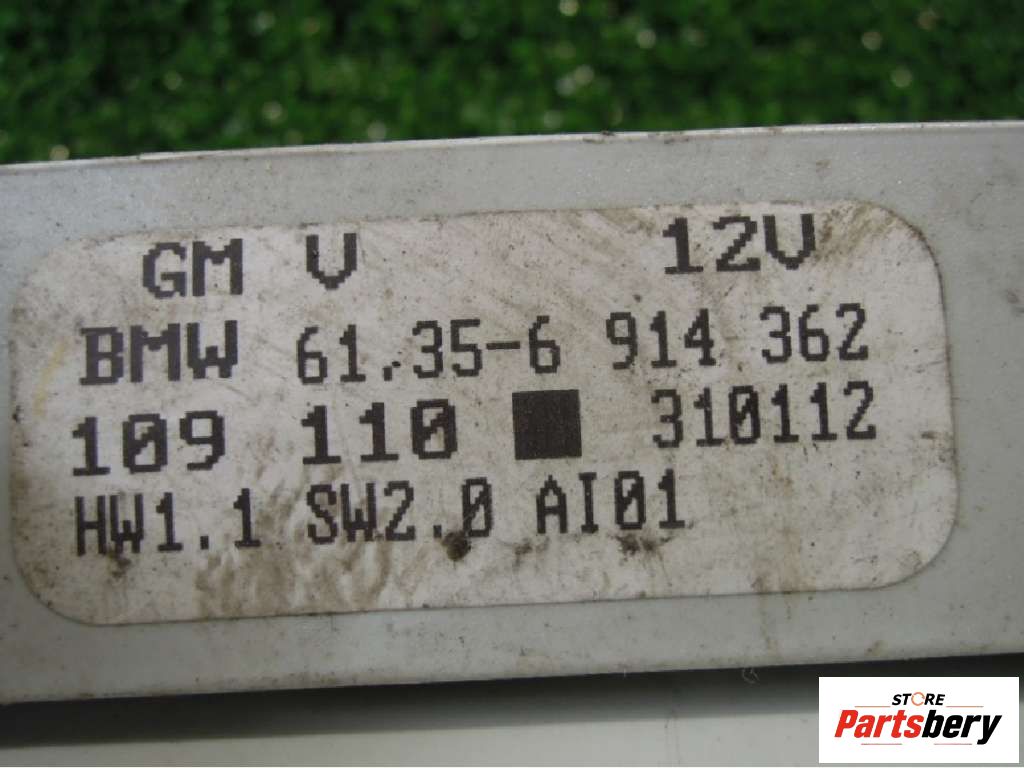 GM V 12V
BMW 61.35-6 914 362
109 110 ■ 310112
HW1.1 SW2.0 AI01
STORE
Partsbery